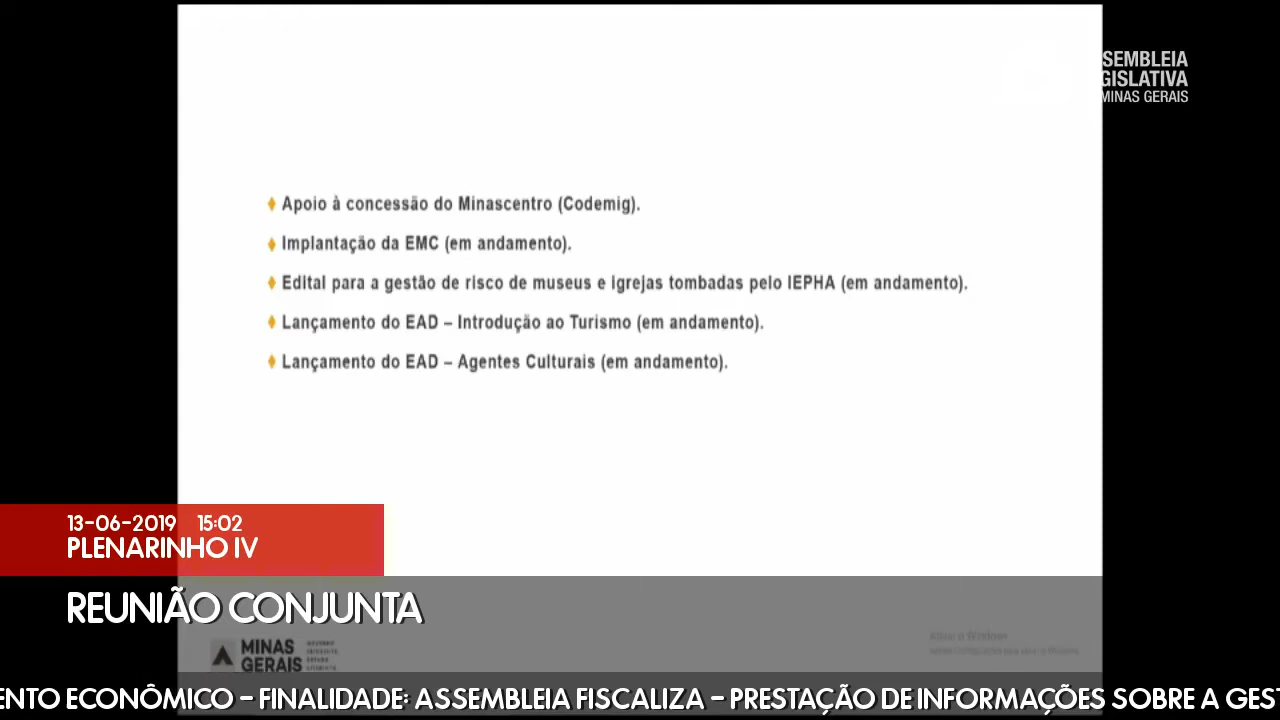 SEMBLEIA
GISLATIVA
MINAS GERAIS
Apoio à concessão do Minascentro (Codemig).
Implantação da EMC (em andamento).
Edital para a gestão de risco de museus e igrejas tombadas pelo IEPHA (em andamento).
Lançamento do EAD – Introdução ao Turismo (em andamento).
Lançamento do EAD – Agentes Culturais (em andamento).
13-06-2019 15:02
PLENARINHO IV
REUNIÃO CONJUNTA
MINAS
GERAIS
ENTO ECONÔMICO - FINALIDADE: ASSEMBLEIA FISCALIZA - PRESTAÇÃO DE INFORMAÇÕES SOBRE A GEST